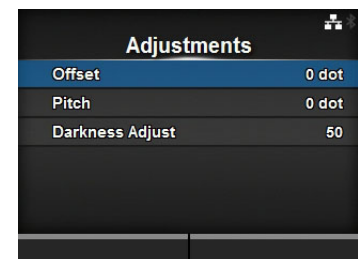 Adjustments
Offset 0 dot
Pitch 0 dot
Darkness Adjust 50